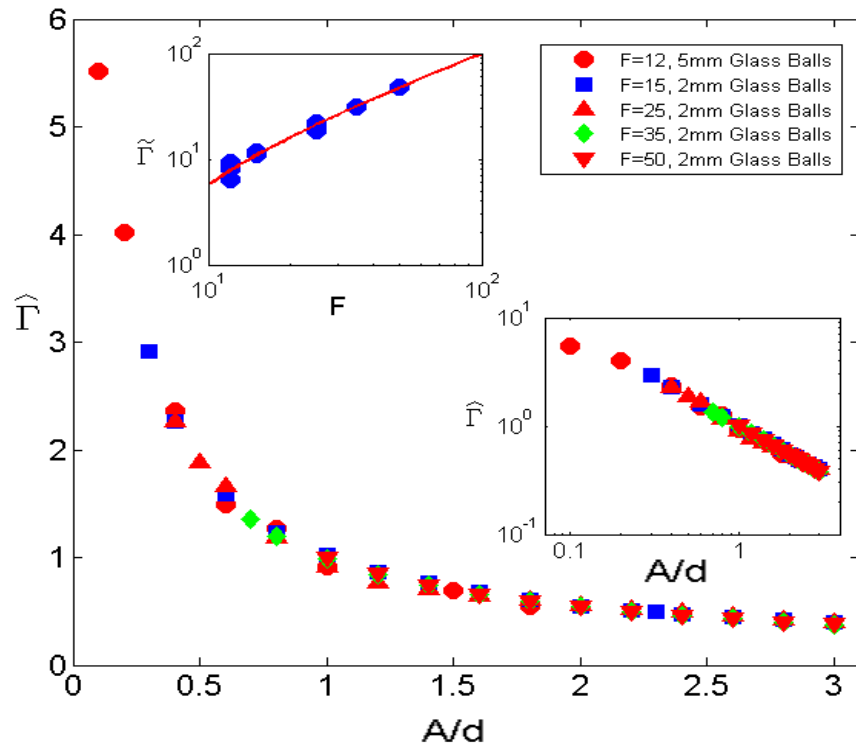 6
5
4
3
2
1
0
0
0.5
1
1.5
2
2.5
3
Γ̂
A/d
10²
10¹
10⁰
10¹
10²
Γ̃
F
F=12, 5mm Glass Balls
F=15, 2mm Glass Balls
F=25, 2mm Glass Balls
F=35, 2mm Glass Balls
F=50, 2mm Glass Balls
10¹
10⁰
10⁻¹
0.1
1
Γ̂
A/d